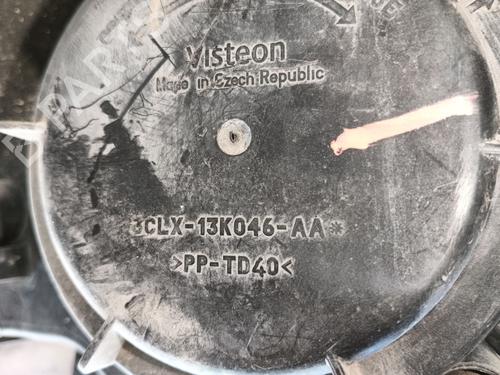 Visteon
Made in Czech Republic
3CLX-13K046-AA*
>PP-TD40<